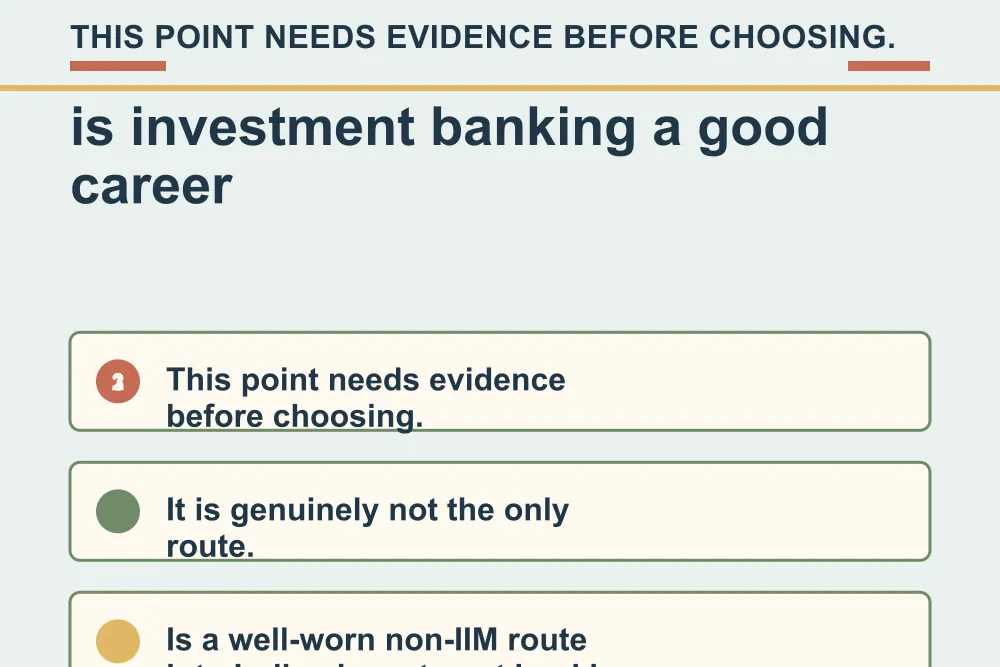 THIS POINT NEEDS EVIDENCE BEFORE CHOOSING.
is investment banking a good
career
This point needs evidence
before choosing.
It is genuinely not the only
route.
Is a well-worn non-IIM route